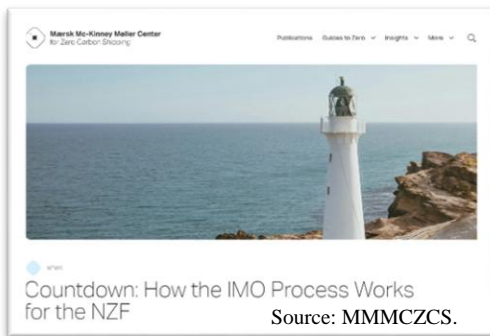 Mærsk Mc-Kinney Møller Center
for Zero Carbon Shipping
Publications Guides to Zero Insights More
NEWS
Countdown: How the IMO Process Works
for the NZF
Source: MMMCZCS.